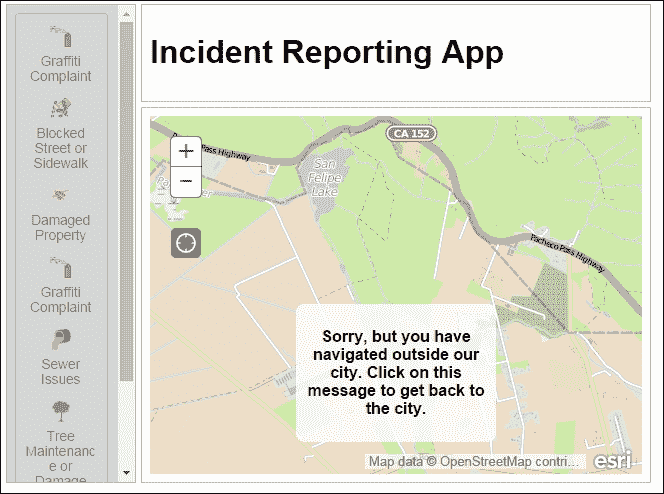 Graffiti
Complaint
Blocked
Street or
Sidewalk
Damaged
Property
Graffiti
Complaint
Sewer
Issues
Tree
Maintenanc
e or
Damage
Incident Reporting App
CA 152
Pass Highway
San
Felipe
Lake
Pacheco Pass Highway
+
−
Sorry, but you have
navigated outside our
city. Click on this
message to get back to
the city.
Map data © OpenStreetMap contri...
esri